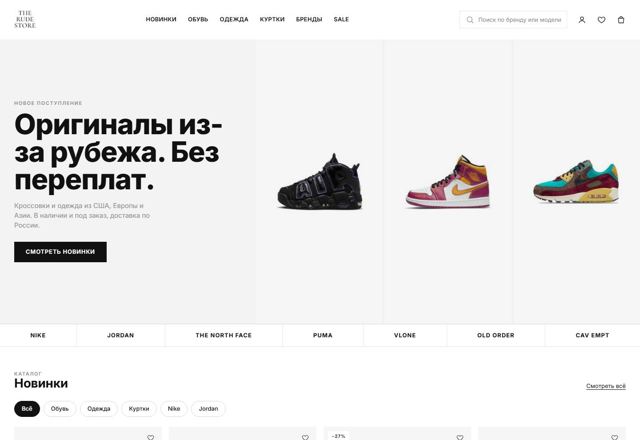 THE
RUDE
STORE
НОВИНКИ ОБУВЬ ОДЕЖДА КУРТКИ БРЕНДЫ SALE
Поиск по бренду или модели
НОВОЕ ПОСТУПЛЕНИЕ
Оригиналы из-
за рубежа. Без
переплат.
Кроссовки и одежда из США, Европы и
Азии. В наличии и под заказ, доставка по
России.
СМОТРЕТЬ НОВИНКИ
NIKE JORDAN THE NORTH FACE PUMA VLONE OLD ORDER CAV EMPT
КАТАЛОГ
Новинки
Смотреть всё
Всё Обувь Одежда Куртки Nike Jordan
-27%